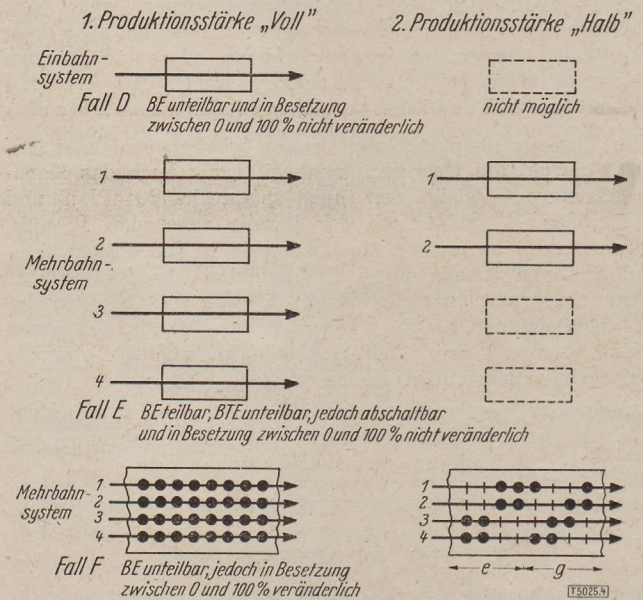 1. Produktionsstärke „Voll”
2. Produktionsstärke „Halb”
Einbahn-
system
Fall D BE unteilbar und in Besetzung
zwischen 0 und 100 % nicht veränderlich
nicht möglich
1
2
Mehrbahn-
system
3
4
1
2
Fall E BE teilbar, BTE unteilbar, jedoch abschaltbar
und in Besetzung zwischen 0 und 100 % nicht veränderlich
Mehrbahn-
system
1
2
3
4
1
2
3
4
e g
Fall F BE unteilbar, jedoch in Besetzung
zwischen 0 und 100 % veränderlich
T5025.4